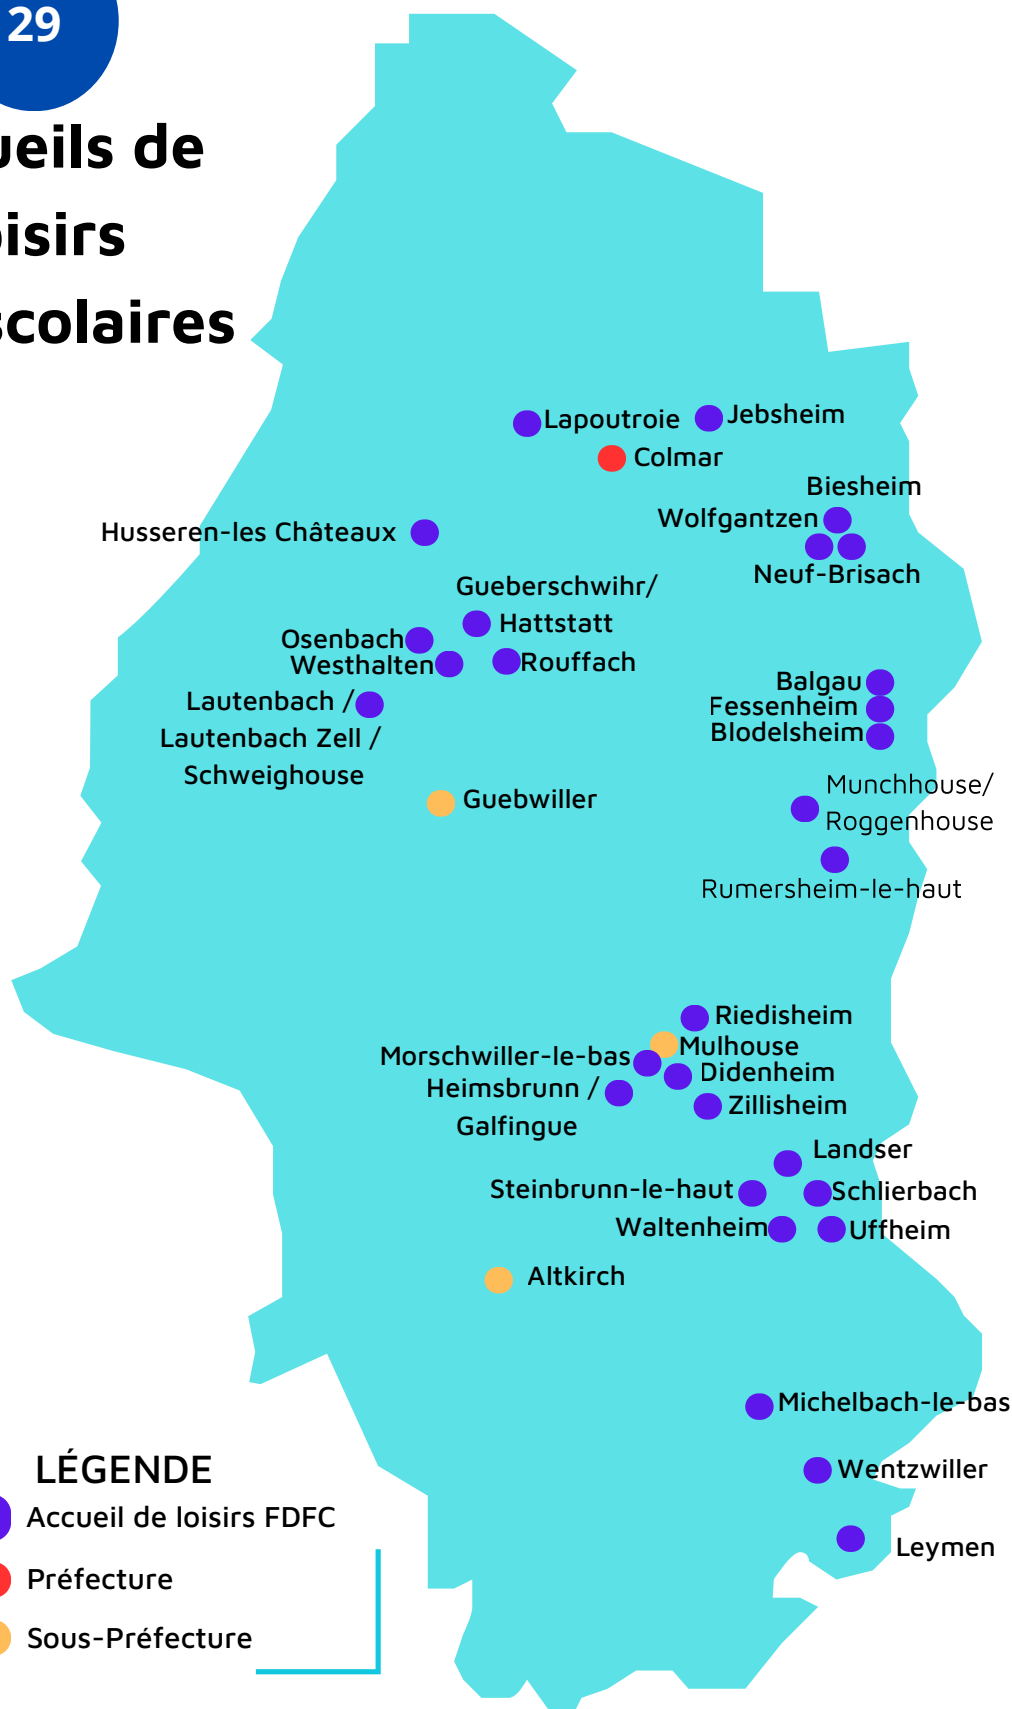 29
ueils de
oisirs
scolaires
Lapoutroie
Jebsheim
Colmar
Biesheim
Wolfgantzen
Husseren-les Châteaux
Neuf-Brisach
Gueberschwihr/
Hattstatt
Osenbach
Westhalten
Rouffach
Balgau
Lautenbach /
Fessenheim
Blodelsheim
Lautenbach Zell /
Schweighouse
Guebwiller
Munchhouse/
Roggenhouse
Rumersheim-le-haut
Riedisheim
Mulhouse
Morschwiller-le-bas
Didenheim
Heimsbrunn /
Galfingue
Zillisheim
Landser
Steinbrunn-le-haut
Schlierbach
Waltenheim
Uffheim
Altkirch
Michelbach-le-bas
Wentzwiller
Leymen
LÉGENDE
Accueil de loisirs FDFC
Préfecture
Sous-Préfecture